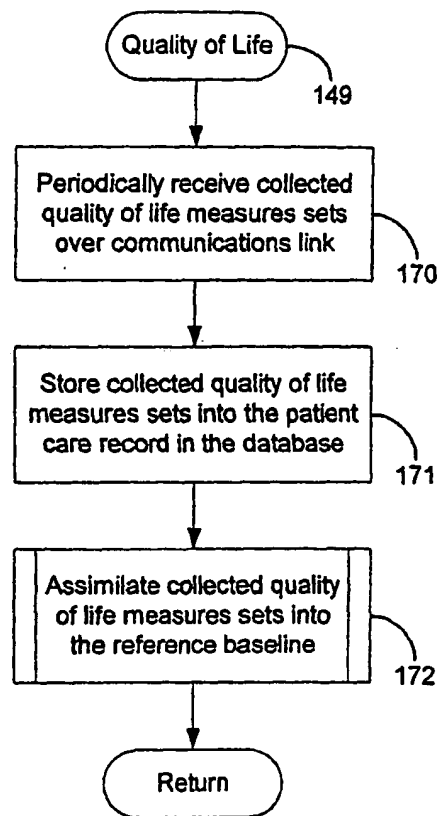 Quality of Life
149
Periodically receive collected
quality of life measures sets
over communications link
170
Store collected quality of life
measures sets into the patient
care record in the database
171
Assimilate collected quality
of life measures sets into
the reference baseline
172
Return